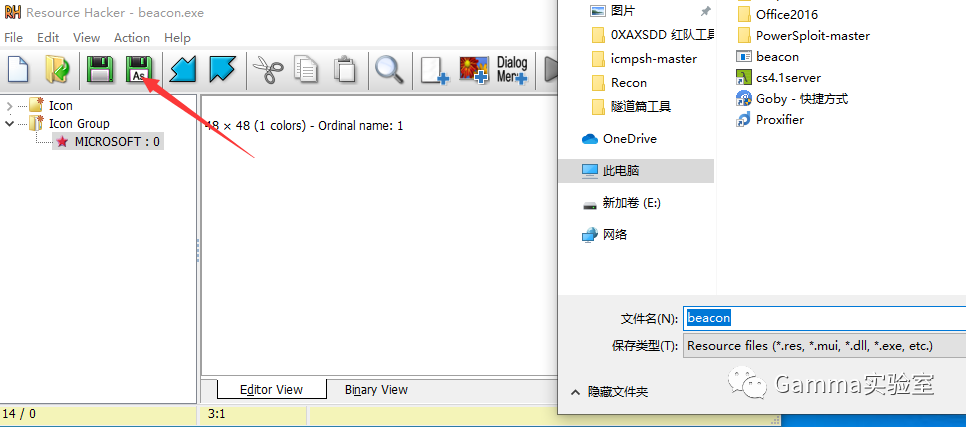 RH Resource Hacker - beacon.exe
File Edit View Action Help
As
Dialog
Menu
Icon
Icon Group
MICROSOFT : 0
48 × 48 (1 colors) - Ordinal name: 1
Editor View Binary View
14 / 0 3:1
图片
0XAXSDD 红队工具
icmpsh-master
Recon
隧道篇工具
OneDrive
此电脑
新加卷 (E:)
网络
Office2016
PowerSploit-master
beacon
cs4.1server
Goby - 快捷方式
Proxifier
文件名(N): beacon
保存类型(T): Resource files (*.res, *.mui, *.dll, *.exe, etc.)
隐藏文件夹
Gamma实验室